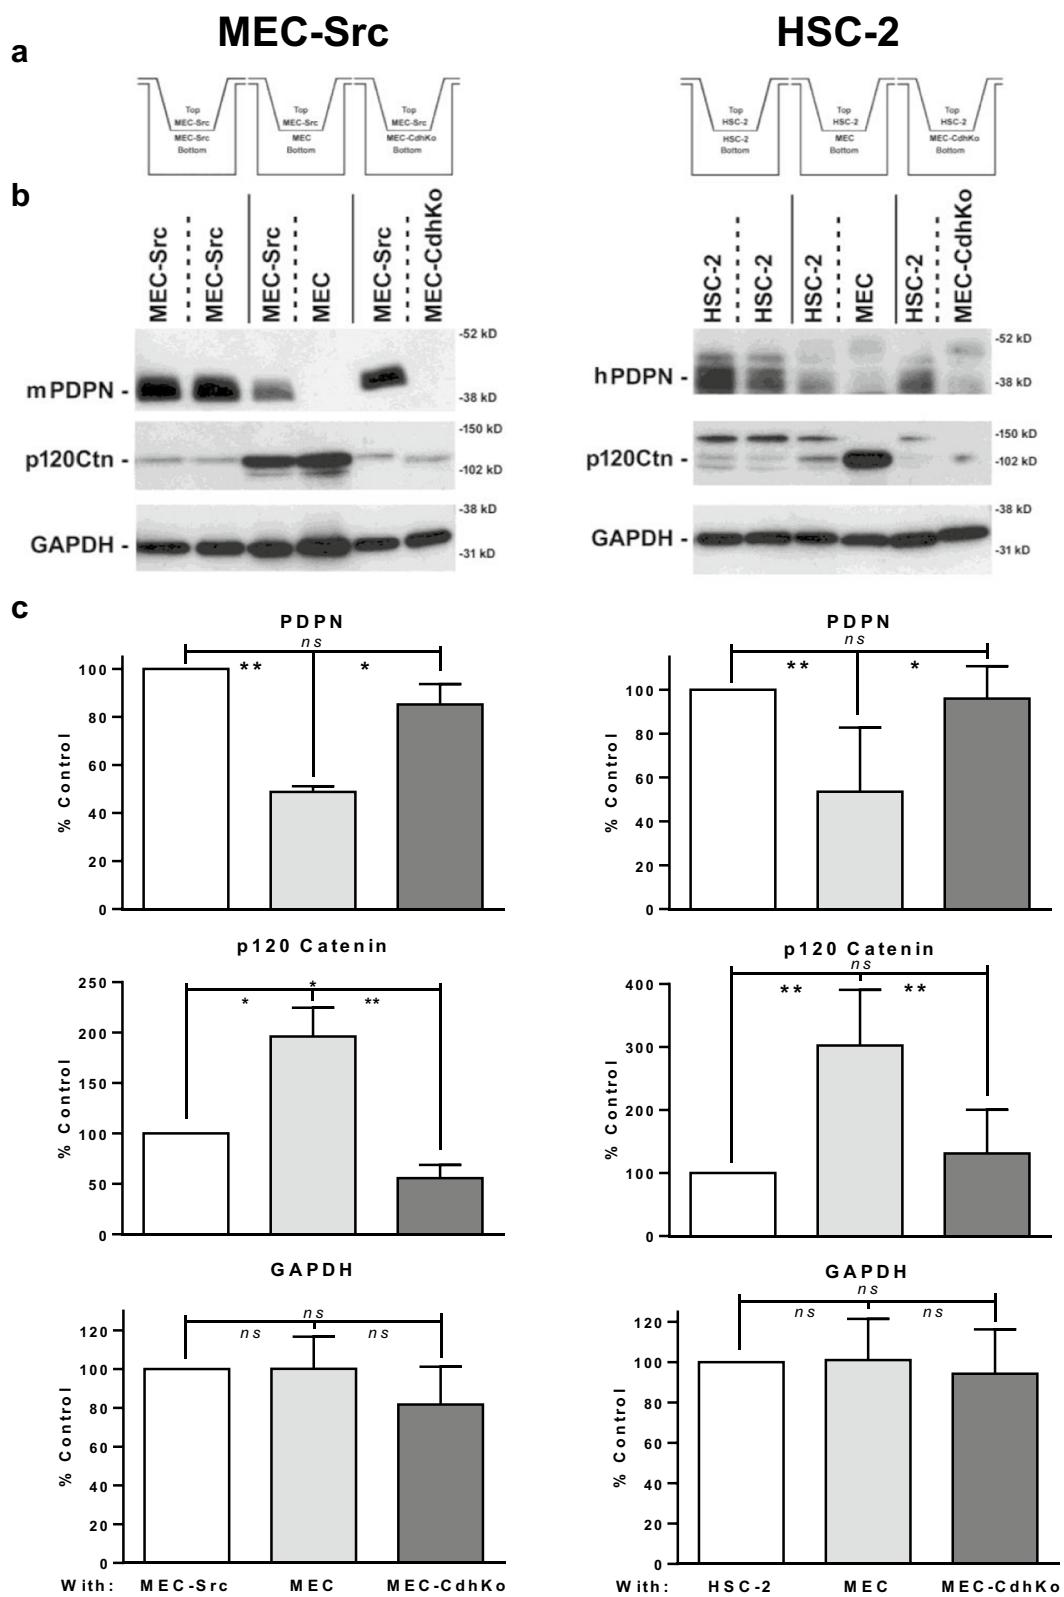 MEC-Src HSC-2
a
Top Top Top Top Top Top
MEC-Src MEC-Src MEC-Src HSC-2 HSC-2 HSC-2
MEC-Src MEC MEC-CdhKo HSC-2 MEC MEC-CdhKo
Bottom Bottom Bottom Bottom Bottom Bottom
b
MEC-Src MEC-Src MEC-Src MEC MEC-Src MEC-CdhKo
HSC-2 HSC-2 HSC-2 MEC HSC-2 MEC-CdhKo
mPDPN -
-52 kD
-38 kD
p120Ctn -
-150 kD
-102 kD
GAPDH -
-38 kD
-31 kD
hPDPN -
-52 kD
-38 kD
p120Ctn -
-150 kD
-102 kD
GAPDH -
-38 kD
-31 kD
c
PDPN
ns
** *
% Control
100
80
60
40
20
0
PDPN
ns
** *
% Control
100
80
60
40
20
0
p120 Catenin
*
* **
% Control
250
200
150
100
50
0
p120 Catenin
ns
** **
% Control
400
300
200
100
0
GAPDH
ns
ns ns
% Control
120
100
80
60
40
20
0
With: MEC-Src MEC MEC-CdhKo
GAPDH
ns
ns ns
% Control
120
100
80
60
40
20
0
With: HSC-2 MEC MEC-CdhKo